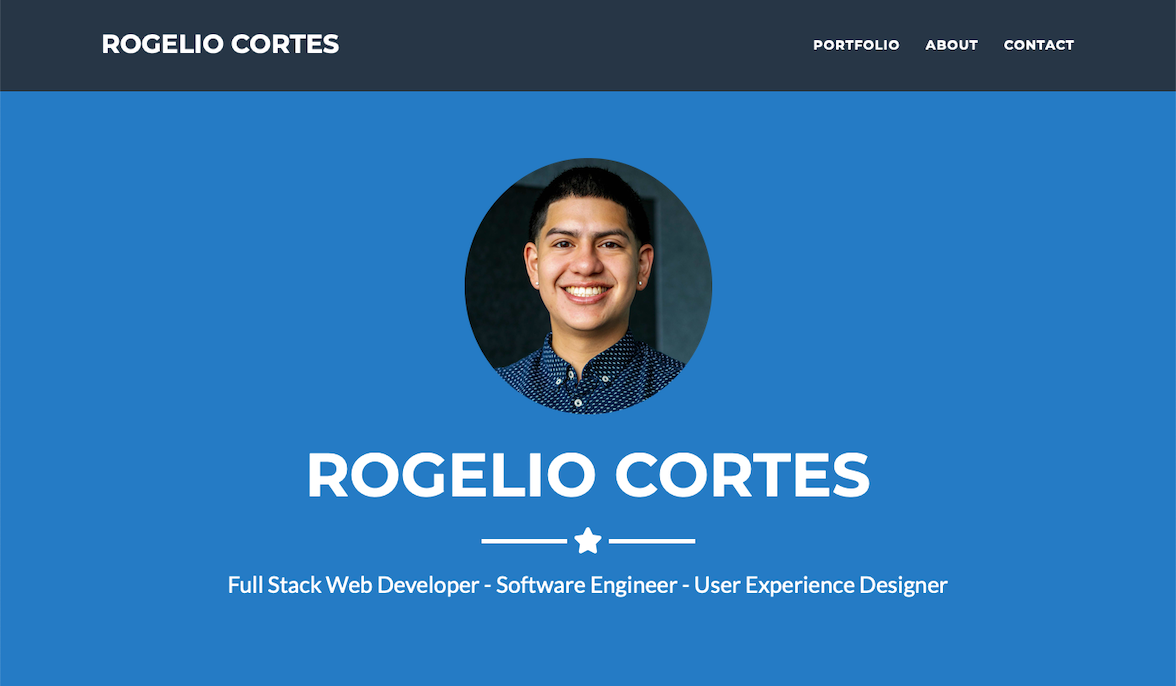 ROGELIO CORTES
PORTFOLIO ABOUT CONTACT
ROGELIO CORTES
Full Stack Web Developer - Software Engineer - User Experience Designer